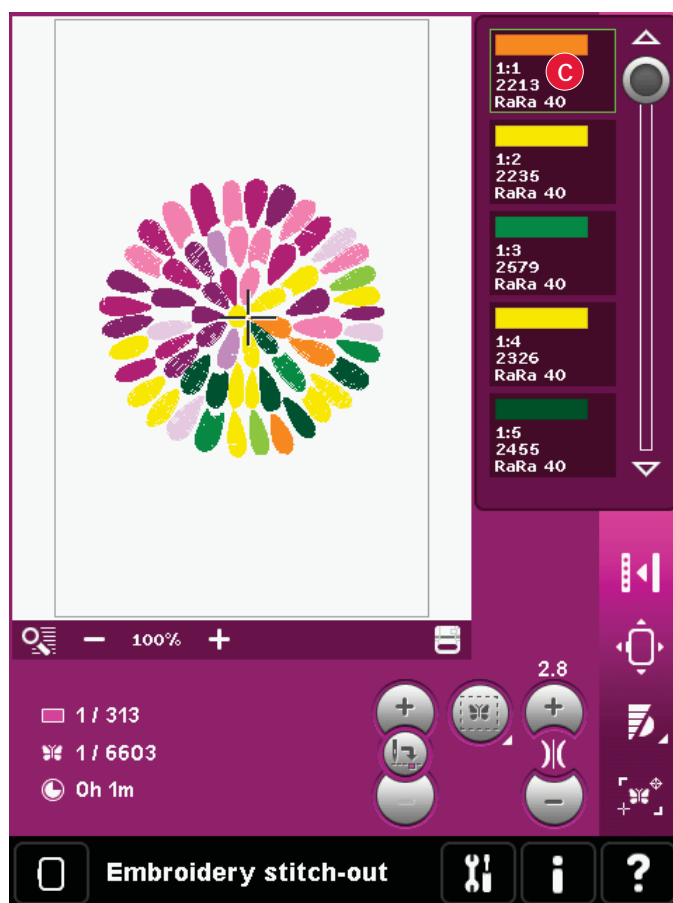 C
1:1
2213
RaRa 40
1:2
2235
RaRa 40
1:3
2579
RaRa 40
1:4
2326
RaRa 40
1:5
2455
RaRa 40
100%
2.8
1 / 313
1 / 6603
0h 1m
Embroidery stitch-out
i
?